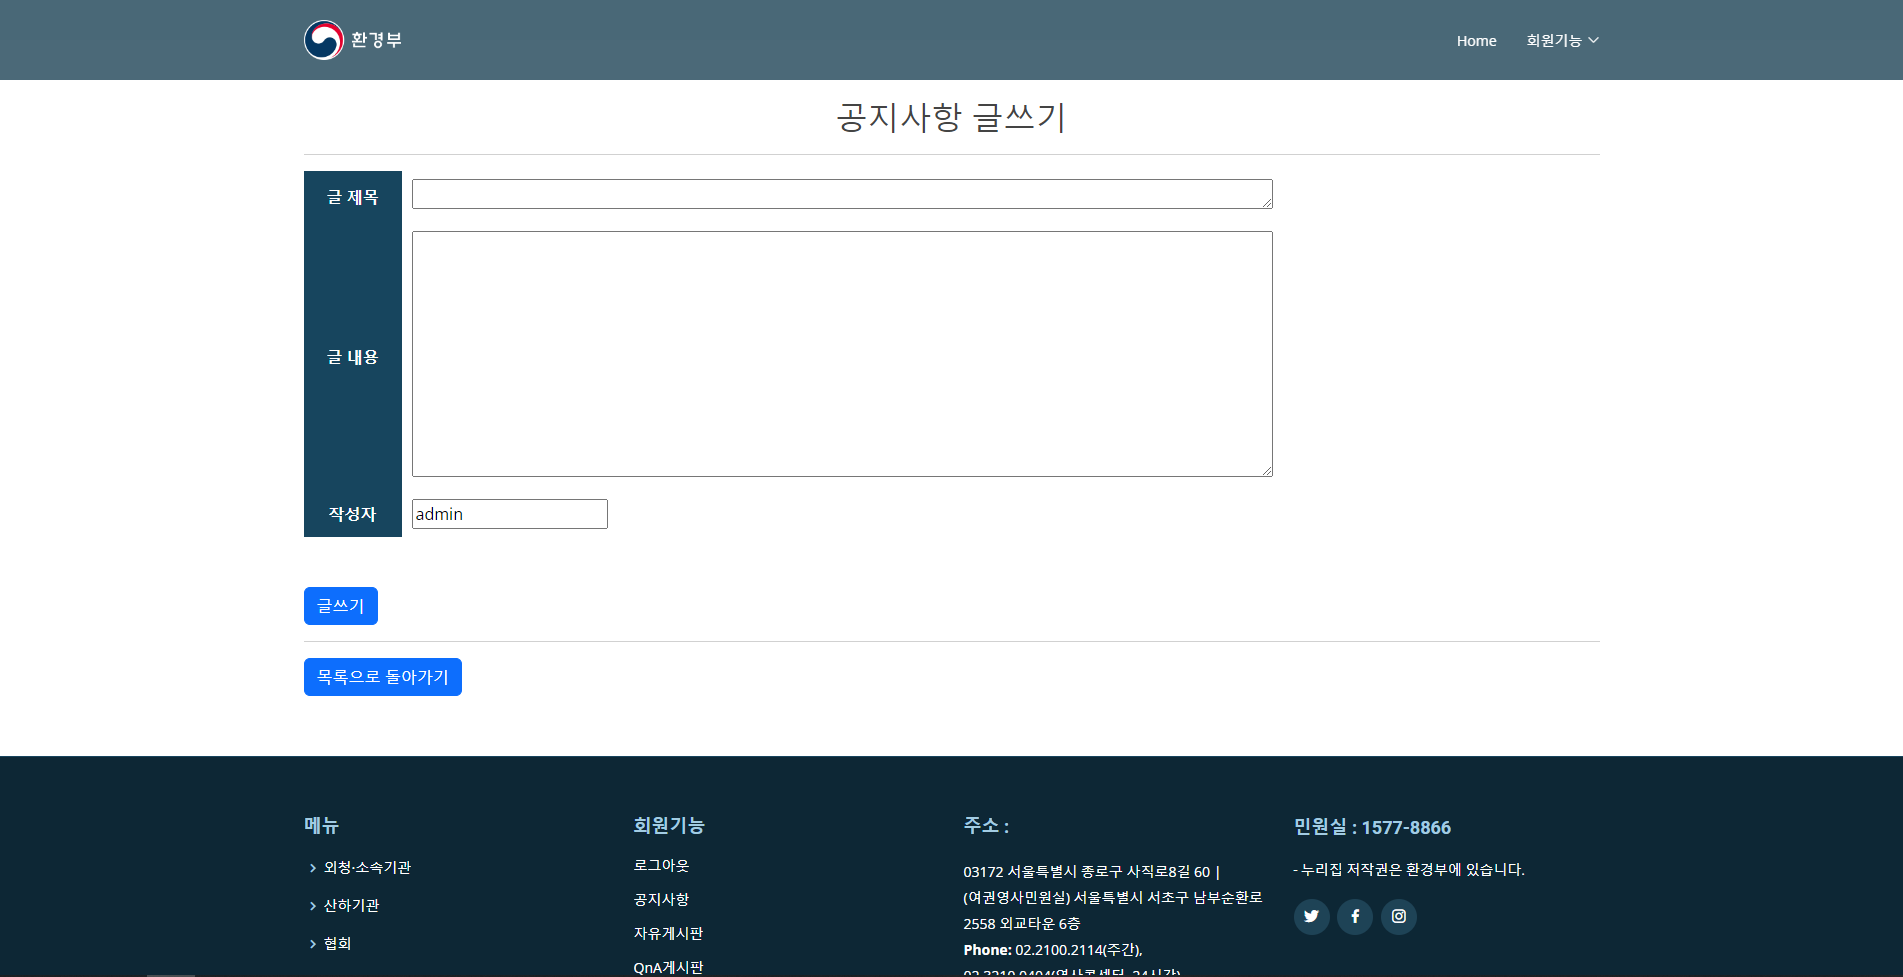 환경부
Home
회원기능
공지사항 글쓰기
글 제목
글 내용
작성자
admin
글쓰기
목록으로 돌아가기
메뉴
외청·소속기관
산하기관
협회
회원기능
로그아웃
공지사항
자유게시판
QnA게시판
주소 :
03172 서울특별시 종로구 사직로8길 60 |
(여권영사민원실) 서울특별시 서초구 남부순환로
2558 외교타운 6층
Phone: 02.2100.2114(주간),
민원실 : 1577-8866
- 누리집 저작권은 환경부에 있습니다.